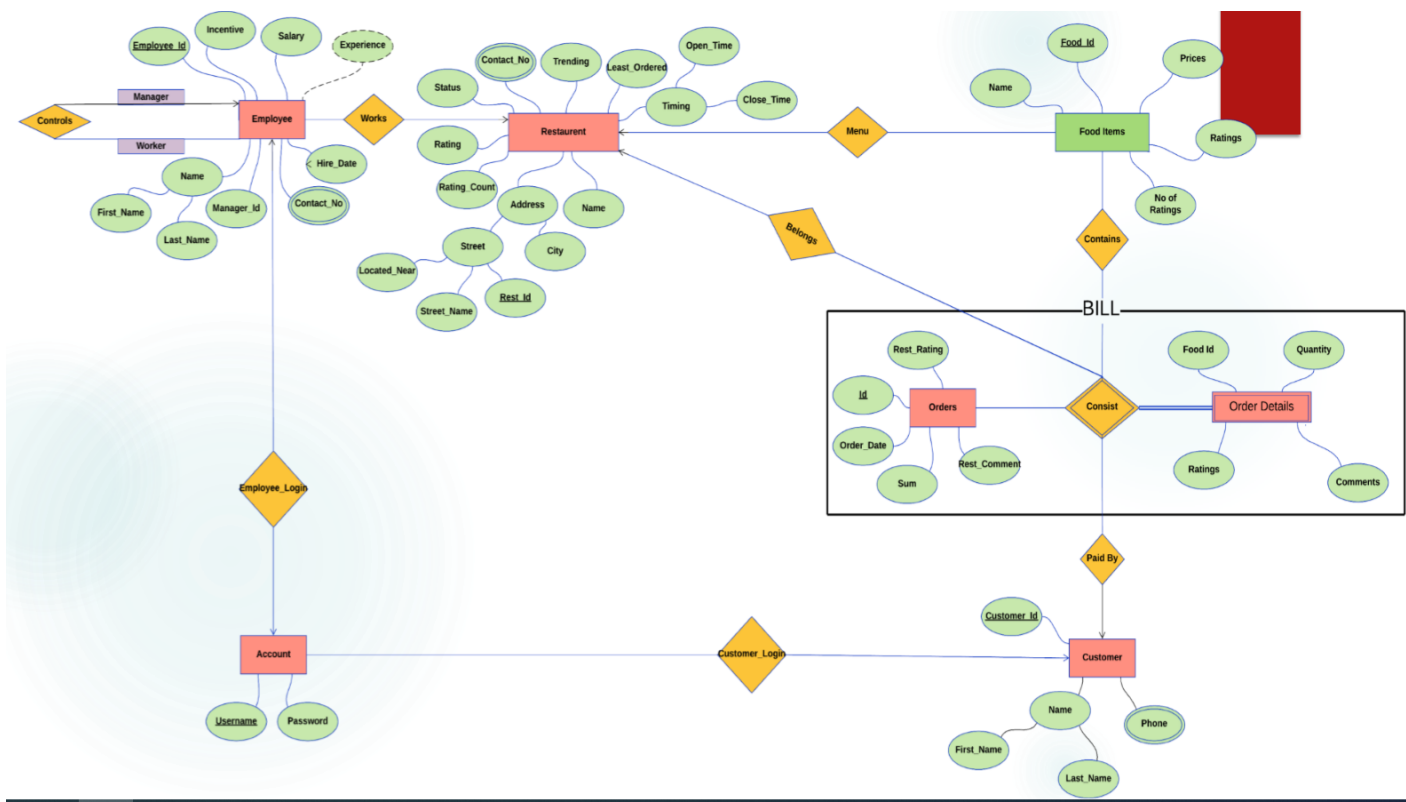 Incentive
Salary
Employee_Id
Experience
Manager
Controls
Employee
Works
Worker
Name
Hire_Date
First_Name
Manager_Id
Contact_No
Last_Name
Contact_No
Trending
Least_Ordered
Open_Time
Status
Timing
Close_Time
Restaurent
Rating
Rating_Count
Address
Name
Street
City
Located_Near
Street_Name
Rest_Id
Menu
Food_Id
Prices
Name
Food Items
Ratings
No of
Ratings
Belongs
Contains
BILL
Rest_Rating
Food Id
Quantity
Id
Orders
Consist
Order Details
Order_Date
Rest_Comment
Sum
Ratings
Comments
Employee_Login
Paid By
Customer_Id
Account
Customer_Login
Customer
Username
Password
Name
Phone
First_Name
Last_Name